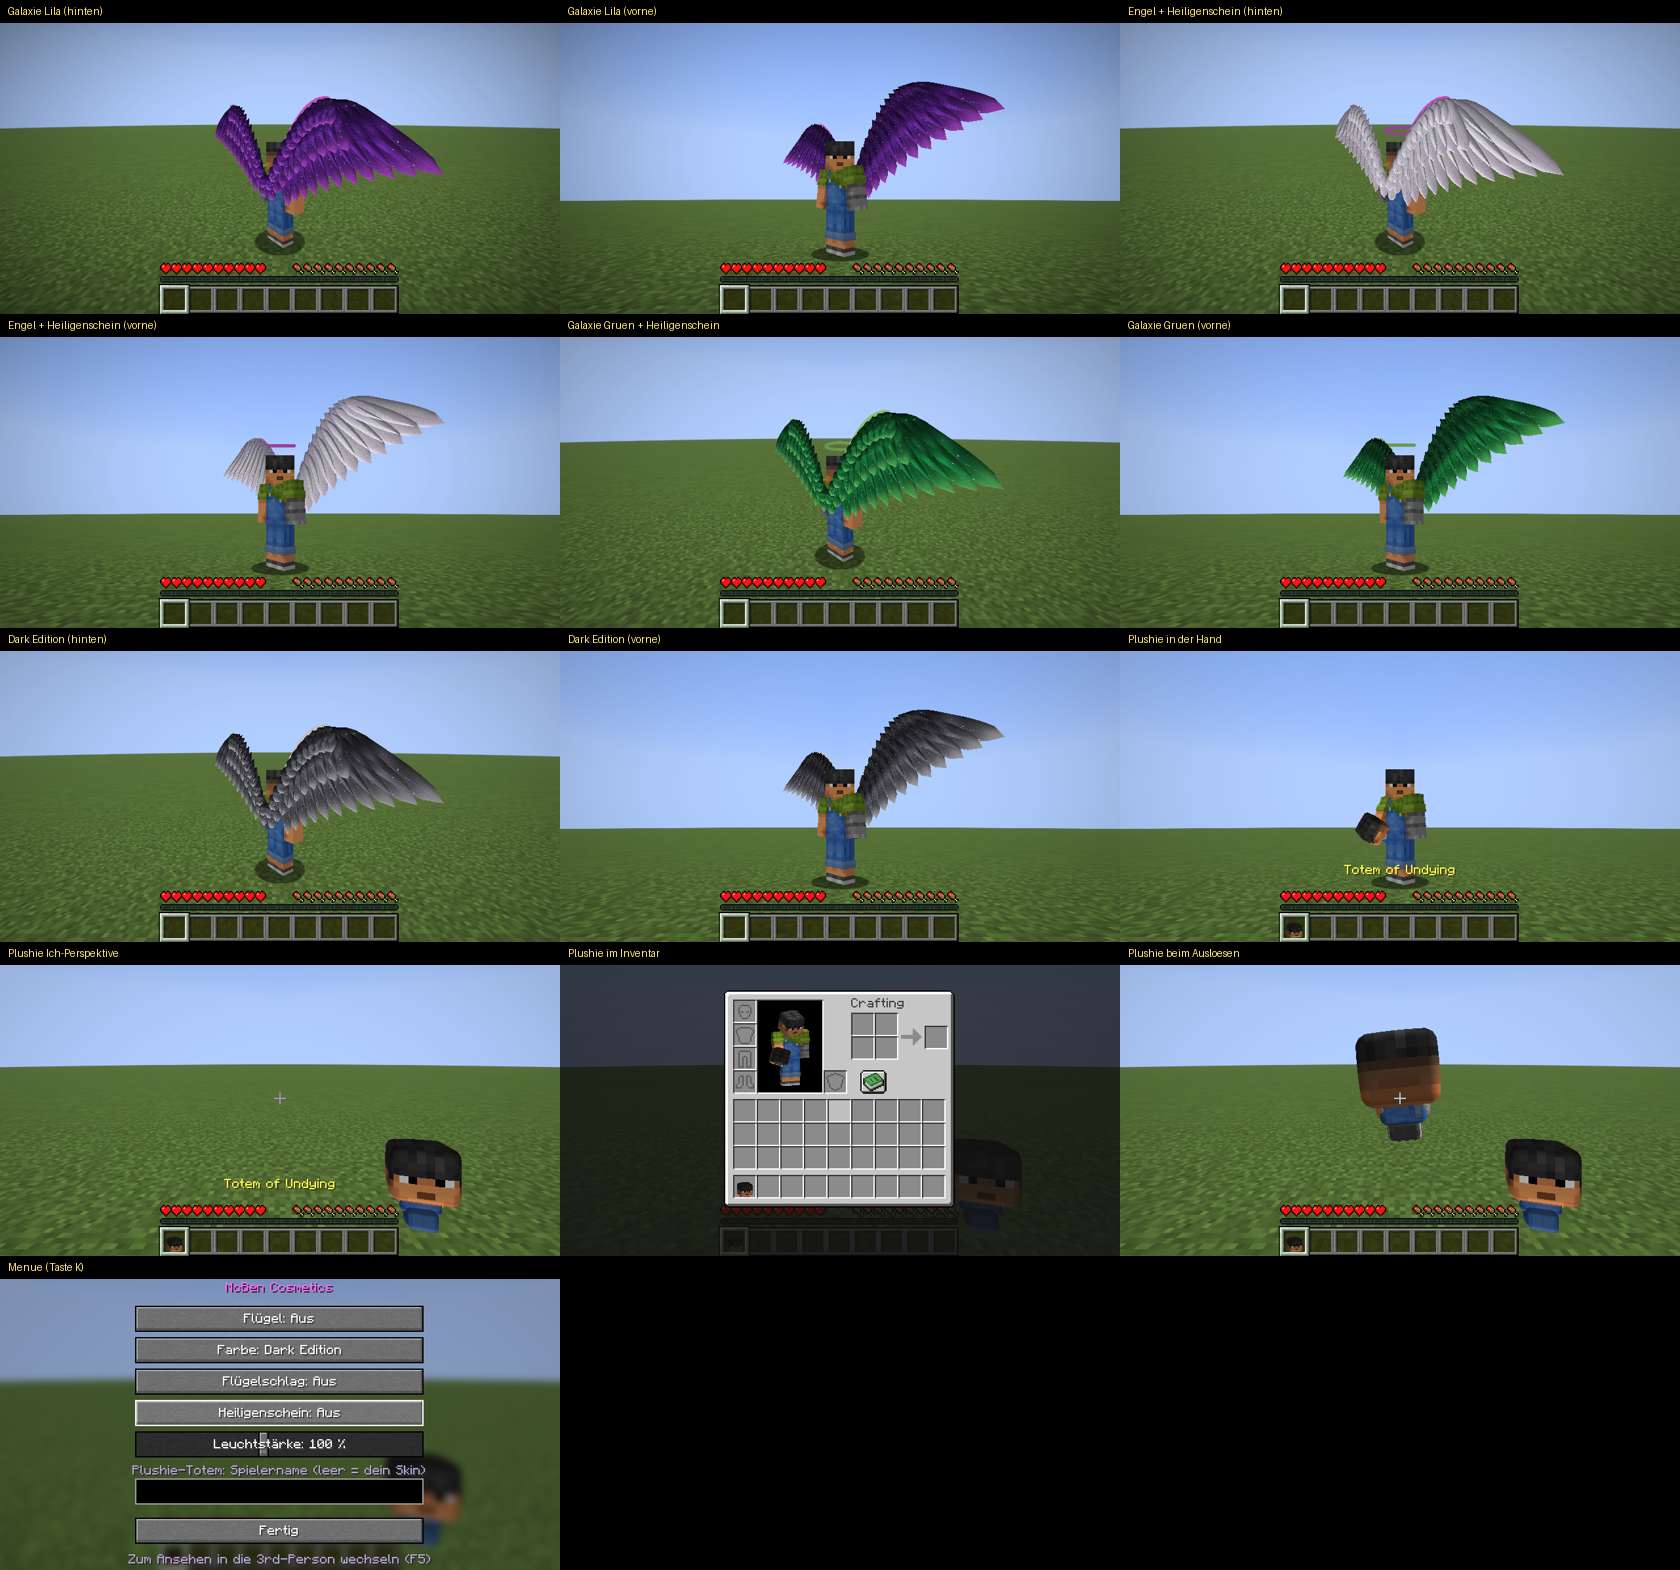 Galaxie Lila (hinten)
Galaxie Lila (vorne)
Engel + Heiligenschein (hinten)
Engel + Heiligenschein (vorne)
Galaxie Gruen + Heiligenschein
Galaxie Gruen (vorne)
Dark Edition (hinten)
Dark Edition (vorne)
Plushie in der Hand
Totem of Undying
Plushie Ich-Perspektive
Totem of Undying
Plushie im Inventar
Crafting
Plushie beim Ausloesen
Menue (Taste K)
McBen Cosmetics
Flügel: Aus
Farbe: Dark Edition
Flügelschlag: Aus
Heiligenschein: Aus
Leuchtstärke: 100 %
Plushie-Totem: Spielername (leer = dein Skin)
Fertig
Zum Ansehen in die 3rd-Person wechseln (F5)